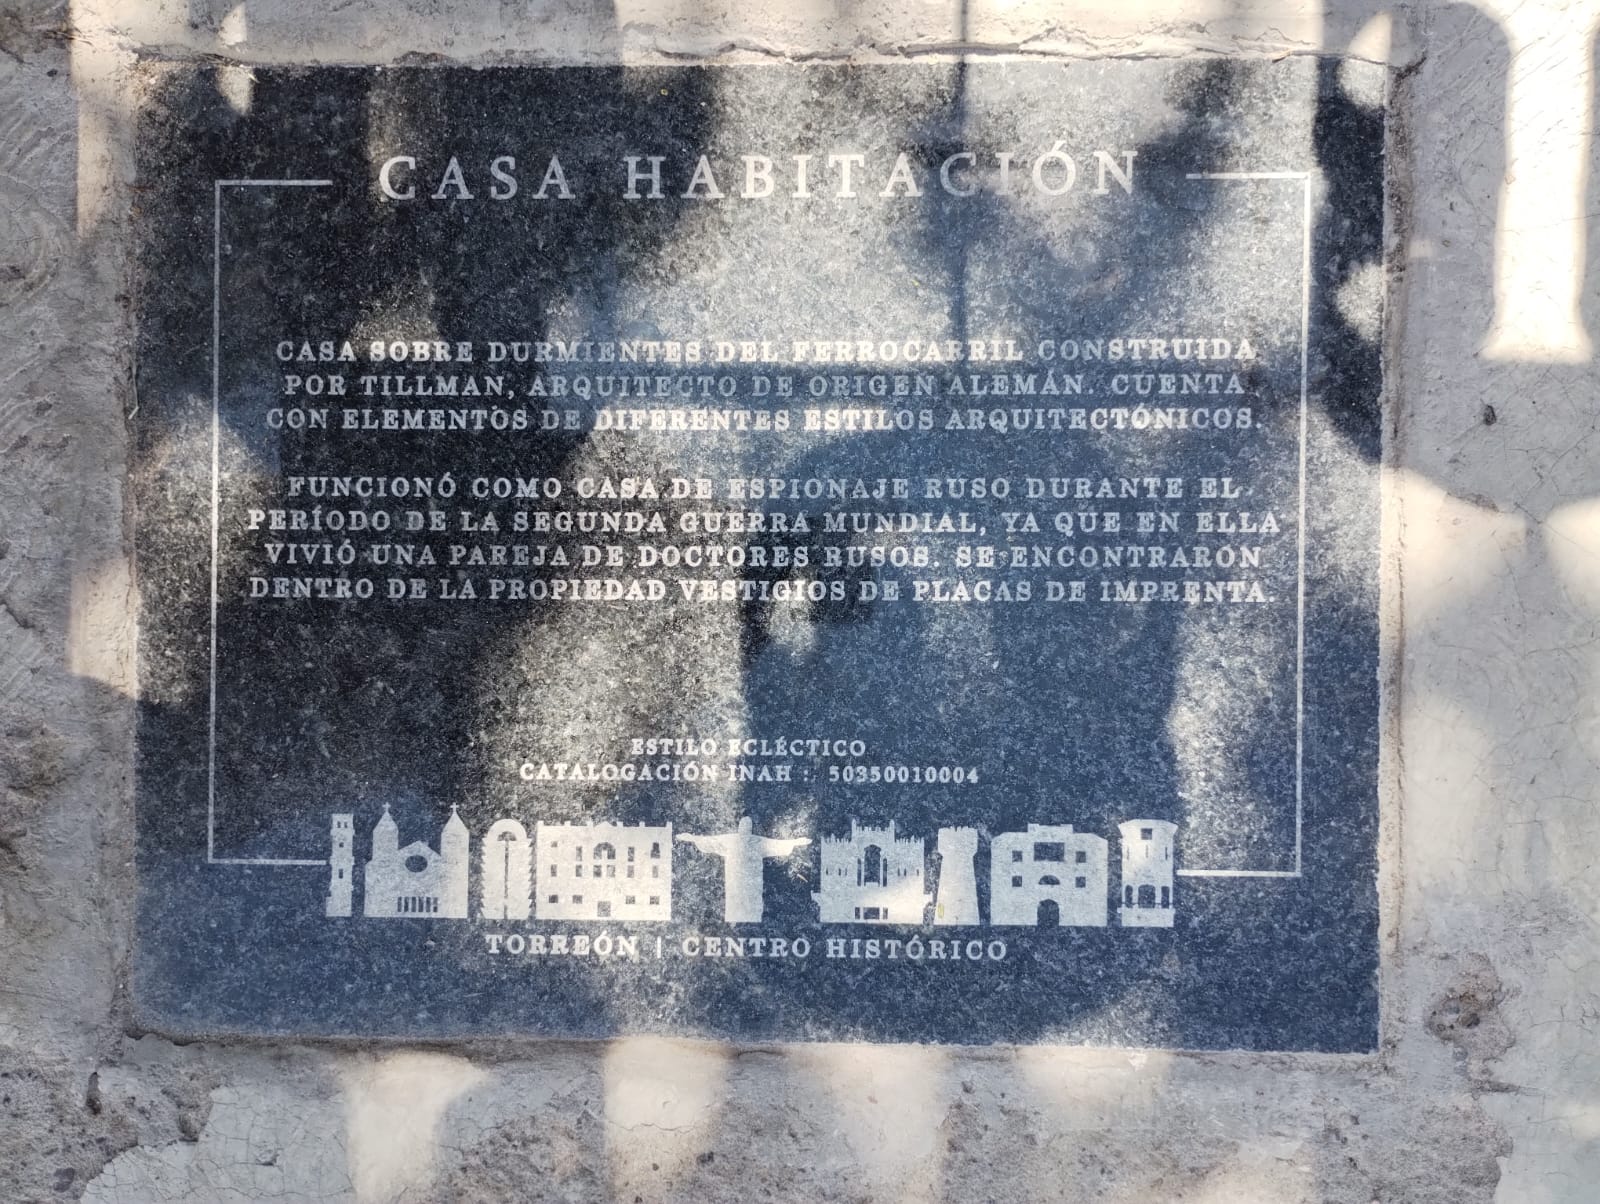 CASA HABITACIÓN
CASA SOBRE DURMIENTES DEL FERROCARRIL CONSTRUIDA
POR TILLMAN, ARQUITECTO DE ORIGEN ALEMÁN. CUENTA
CON ELEMENTOS DE DIFERENTES ESTILOS ARQUITECTÓNICOS.
FUNCIONÓ COMO CASA DE ESPIONAJE RUSO DURANTE EL
PERÍODO DE LA SEGUNDA GUERRA MUNDIAL, YA QUE EN ELLA
VIVIÓ UNA PAREJA DE DOCTORES RUSOS. SE ENCONTRARON
DENTRO DE LA PROPIEDAD VESTIGIOS DE PLACAS DE IMPRENTA.
ESTILO ECLÉCTICO
CATALOGACIÓN INAH : 50350010004
TORREÓN | CENTRO HISTÓRICO